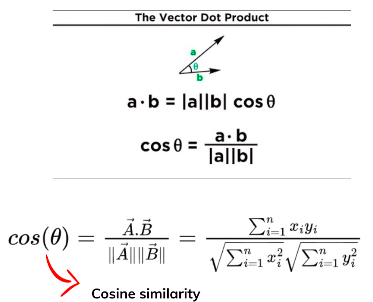 The Vector Dot Product
a
θ
b
a·b = |a||b| cos θ
cos θ = a·b / |a||b|
cos(θ) = A⃗.B⃗ / ‖A⃗‖‖B⃗‖ = ∑ⁿᵢ₌₁ xᵢyᵢ / √∑ⁿᵢ₌₁ xᵢ² √∑ⁿᵢ₌₁ yᵢ²
Cosine similarity